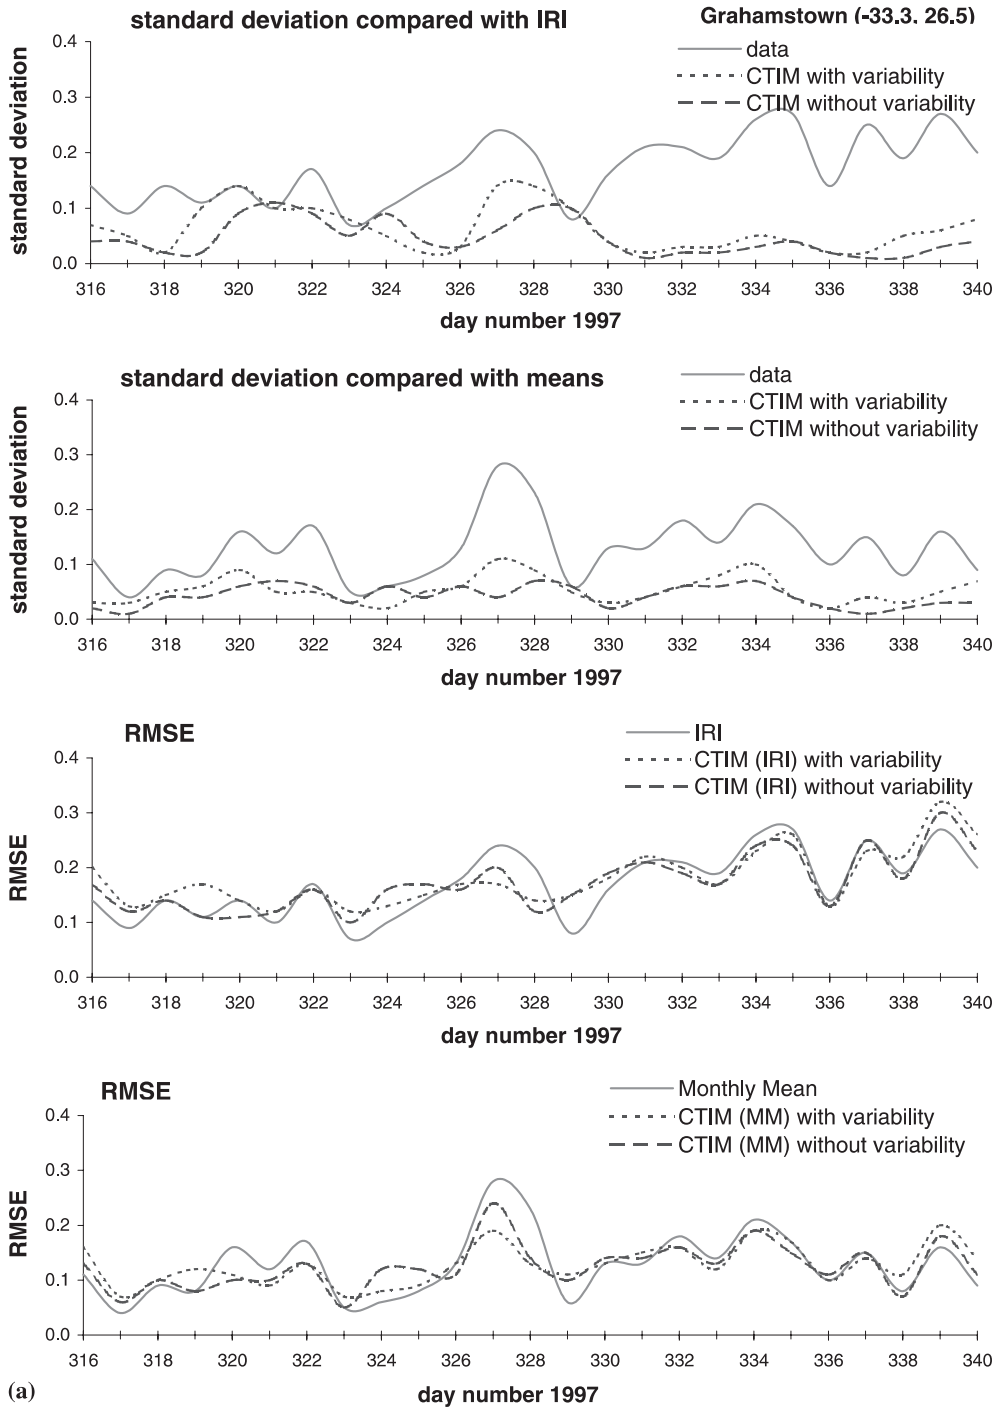 standard deviation compared with IRI
Grahamstown (-33.3, 26.5)
data
CTIM with variability
CTIM without variability
standard deviation
0.4
0.3
0.2
0.1
0.0
316 318 320 322 324 326 328 330 332 334 336 338 340
day number 1997
standard deviation compared with means
data
CTIM with variability
CTIM without variability
standard deviation
0.4
0.3
0.2
0.1
0.0
316 318 320 322 324 326 328 330 332 334 336 338 340
day number 1997
RMSE
IRI
CTIM (IRI) with variability
CTIM (IRI) without variability
RMSE
0.4
0.3
0.2
0.1
0.0
316 318 320 322 324 326 328 330 332 334 336 338 340
day number 1997
RMSE
Monthly Mean
CTIM (MM) with variability
CTIM (MM) without variability
RMSE
0.4
0.3
0.2
0.1
0.0
316 318 320 322 324 326 328 330 332 334 336 338 340
(a)
day number 1997